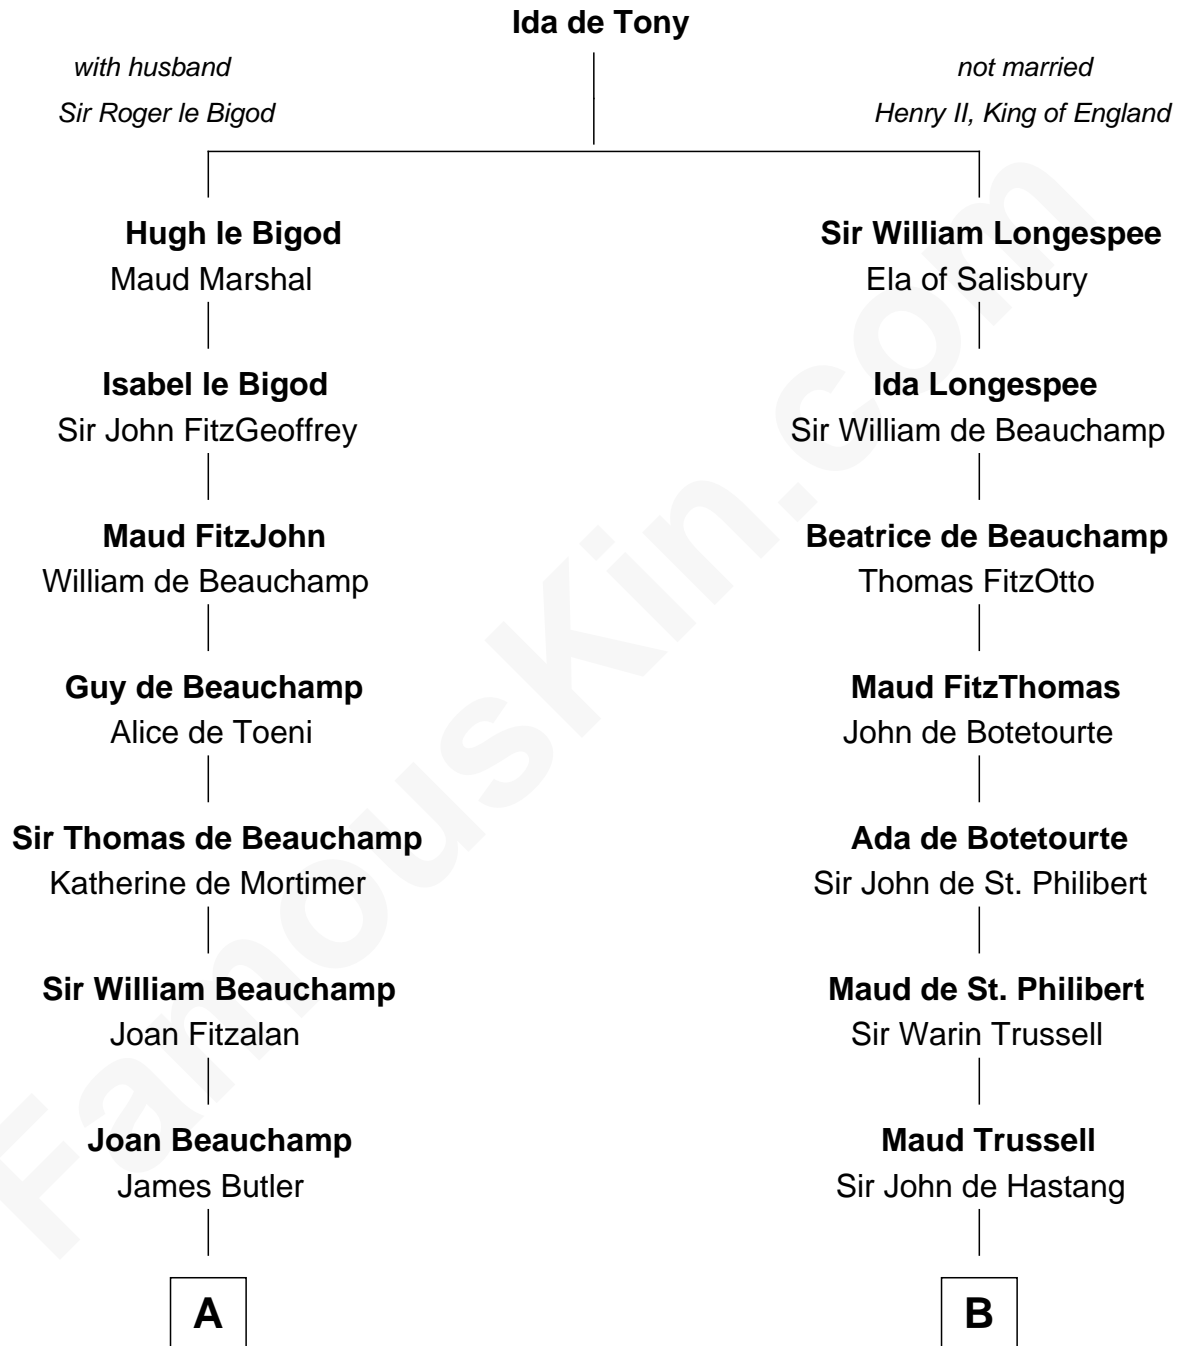 Ida de Tony
with husband
not married
Sir Roger le Bigod
Henry II, King of England
Hugh le Bigod
Maud Marshal
Sir William Longespee
Ela of Salisbury
Isabel le Bigod
Sir John FitzGeoffrey
Ida Longespee
Sir William de Beauchamp
Maud FitzJohn
William de Beauchamp
Beatrice de Beauchamp
Thomas FitzOtto
Guy de Beauchamp
Alice de Toeni
Maud FitzThomas
John de Botetourte
Sir Thomas de Beauchamp
Katherine de Mortimer
Ada de Botetourte
Sir John de St. Philibert
Sir William Beauchamp
Joan Fitzalan
Maud de St. Philibert
Sir Warin Trussell
Joan Beauchamp
James Butler
Maud Trussell
Sir John de Hastang
A
B
FamousKin.com